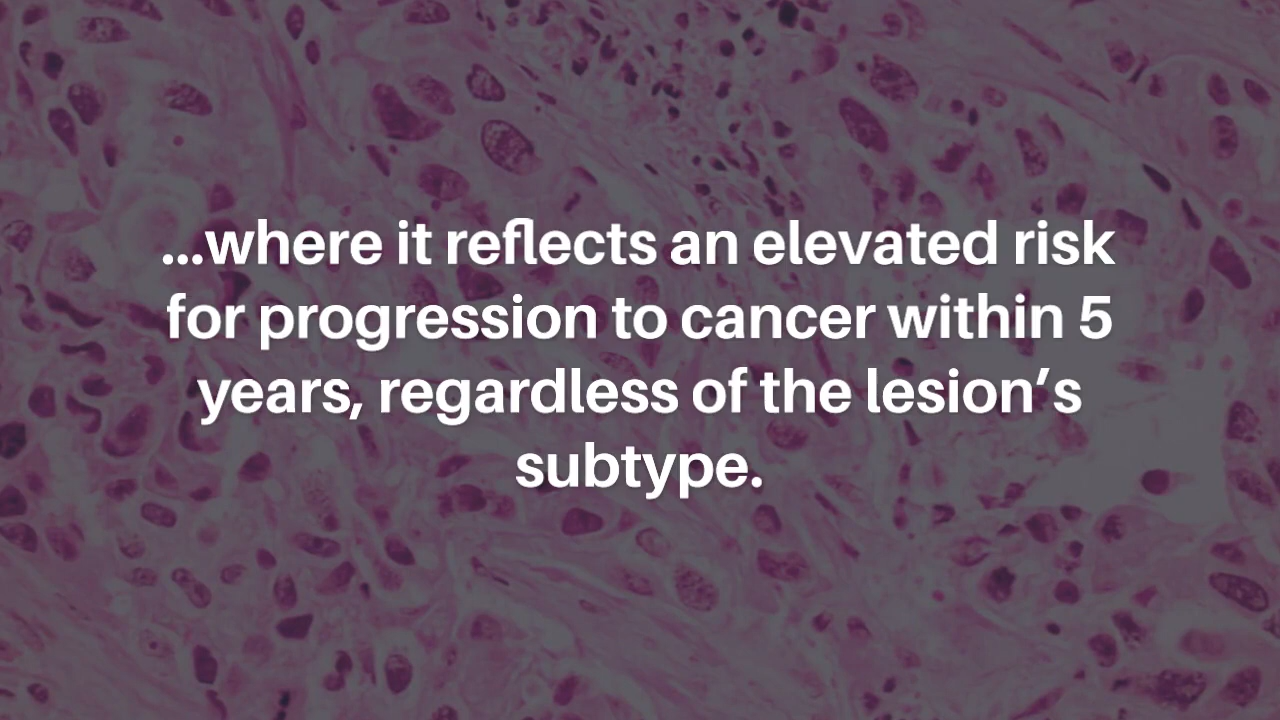 ...where it reflects an elevated risk
for progression to cancer within 5
years, regardless of the lesion’s
subtype.